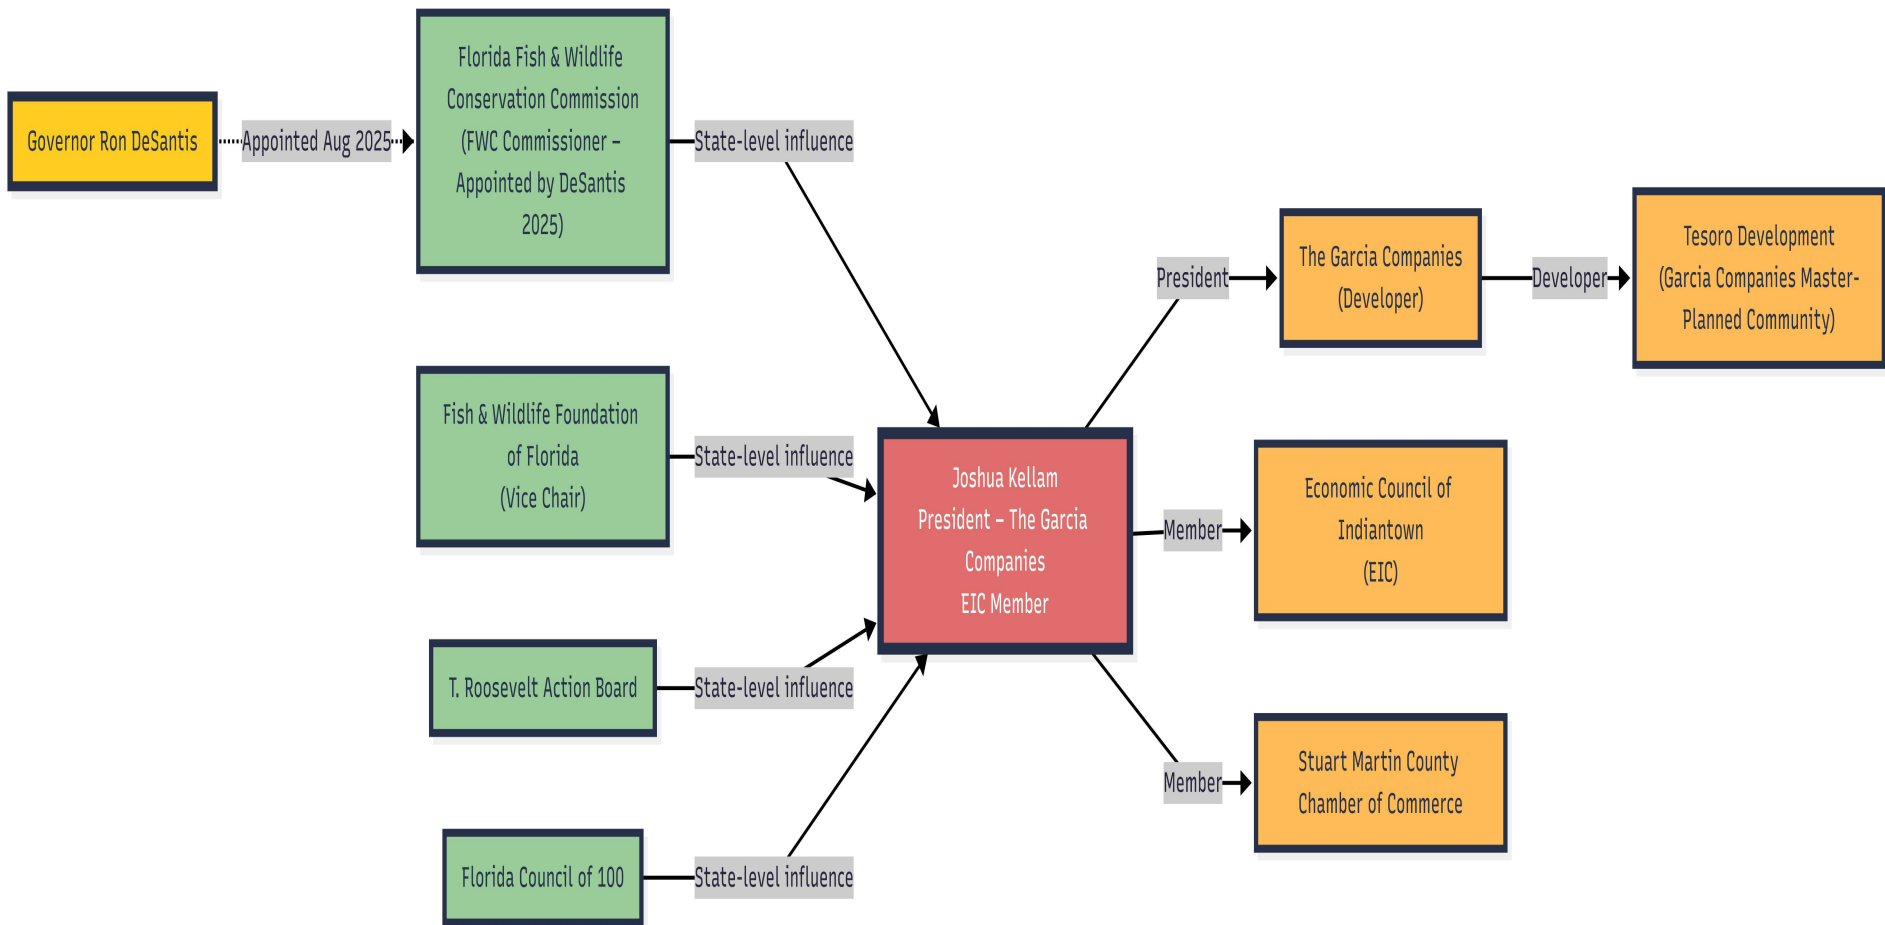 Governor Ron DeSantis
Appointed Aug 2025
Florida Fish & Wildlife
Conservation Commission
(FWC Commissioner –
Appointed by DeSantis
2025)
State-level influence
Fish & Wildlife Foundation
of Florida
(Vice Chair)
State-level influence
T. Roosevelt Action Board
State-level influence
Florida Council of 100
State-level influence
Joshua Kellam
President – The Garcia
Companies
EIC Member
President
The Garcia Companies
(Developer)
Developer
Tesoro Development
(Garcia Companies Master-
Planned Community)
Member
Economic Council of
Indiantown
(EIC)
Member
Stuart Martin County
Chamber of Commerce